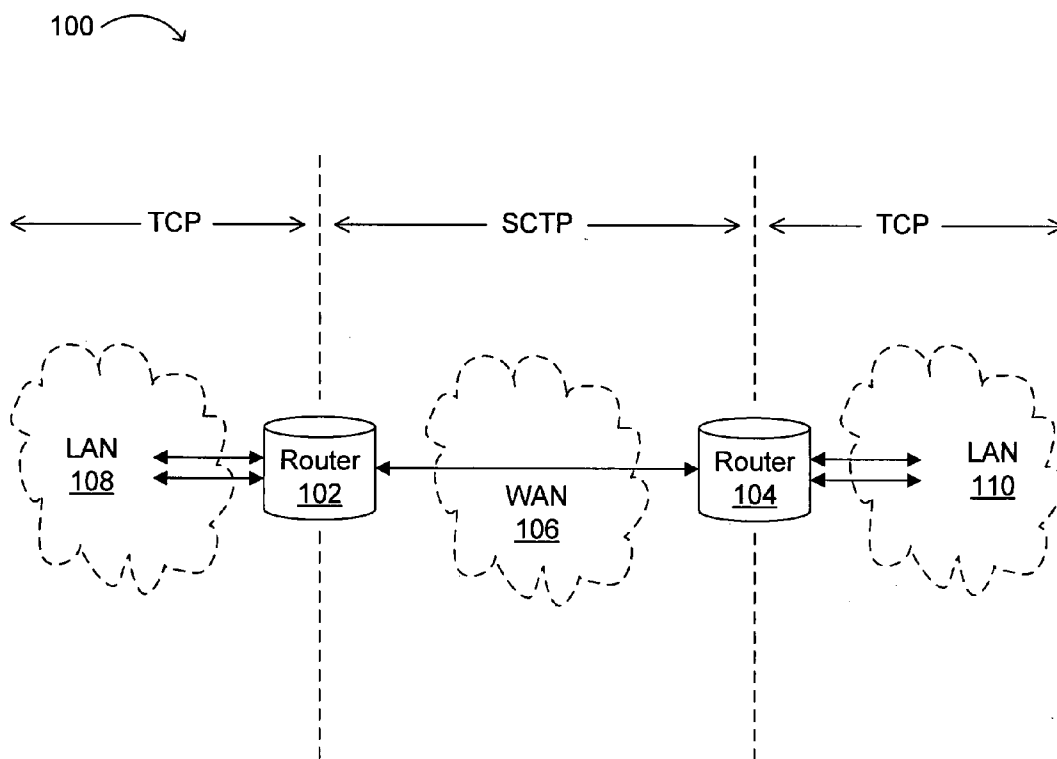 100
TCP
SCTP
TCP
LAN
108
Router
102
WAN
106
Router
104
LAN
110